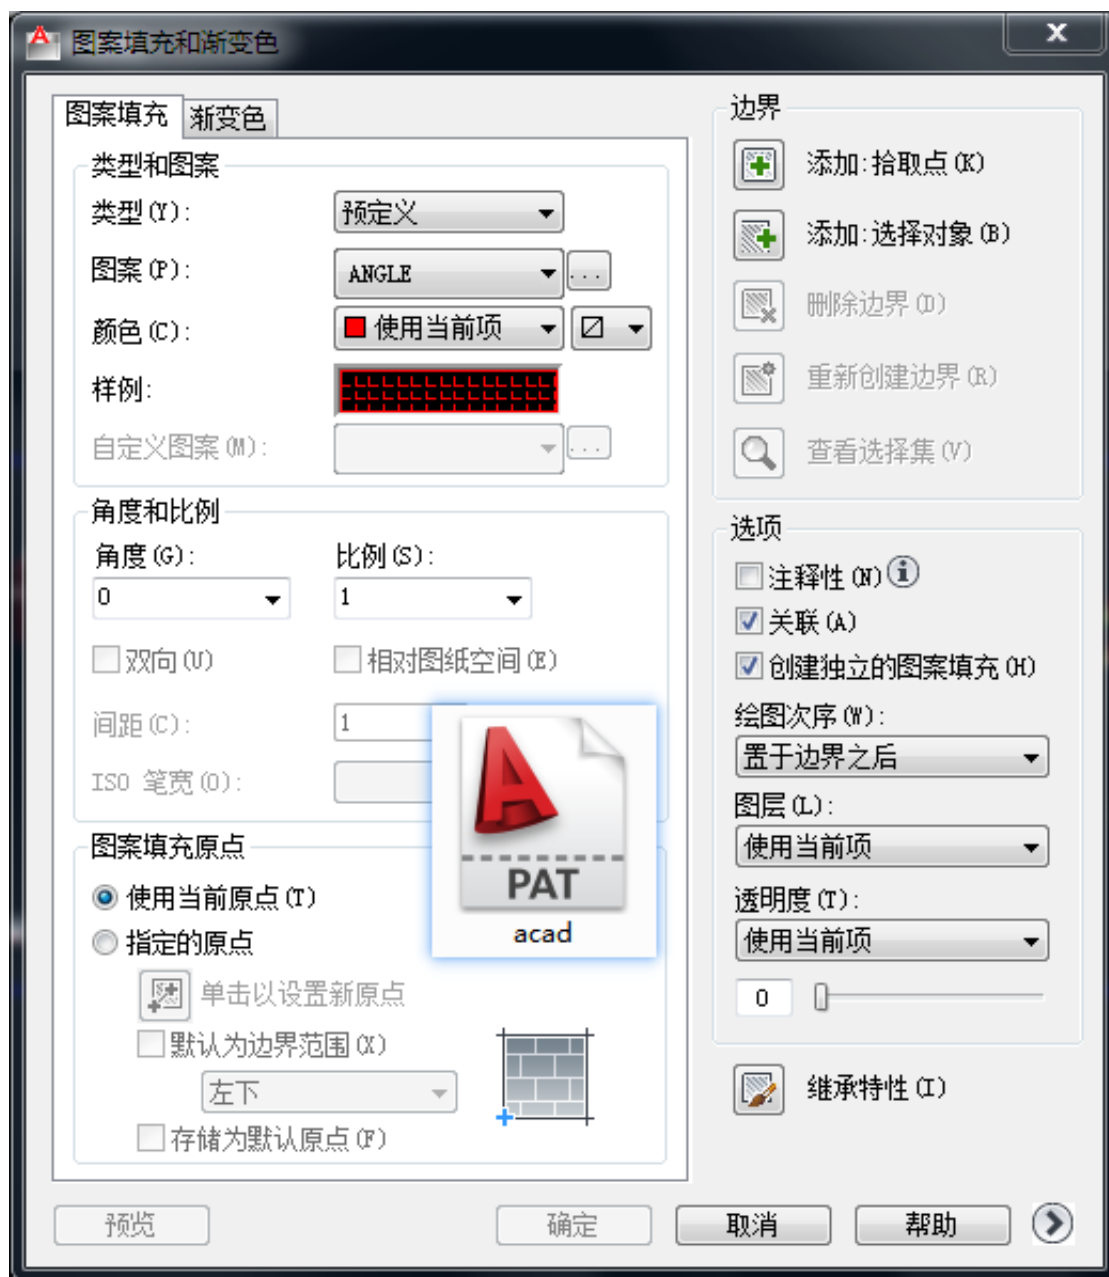 图案填充和渐变色
图案填充 渐变色
类型和图案
类型(Y): 预定义
图案(P): ANGLE ...
颜色(C): 使用当前项
样例:
自定义图案(M): ...
角度和比例
角度(G): 比例(S):
0 1
双向(U) 相对图纸空间(E)
间距(C): 1
ISO 笔宽(O):
图案填充原点
使用当前原点(T)
指定的原点
单击以设置新原点
默认为边界范围(X)
左下
存储为默认原点(F)
PAT
acad
边界
添加:拾取点(K)
添加:选择对象(B)
删除边界(D)
重新创建边界(R)
查看选择集(V)
选项
注释性(N)
关联(A)
创建独立的图案填充(H)
绘图次序(W):
置于边界之后
图层(L):
使用当前项
透明度(T):
使用当前项
0
继承特性(I)
预览 确定 取消 帮助